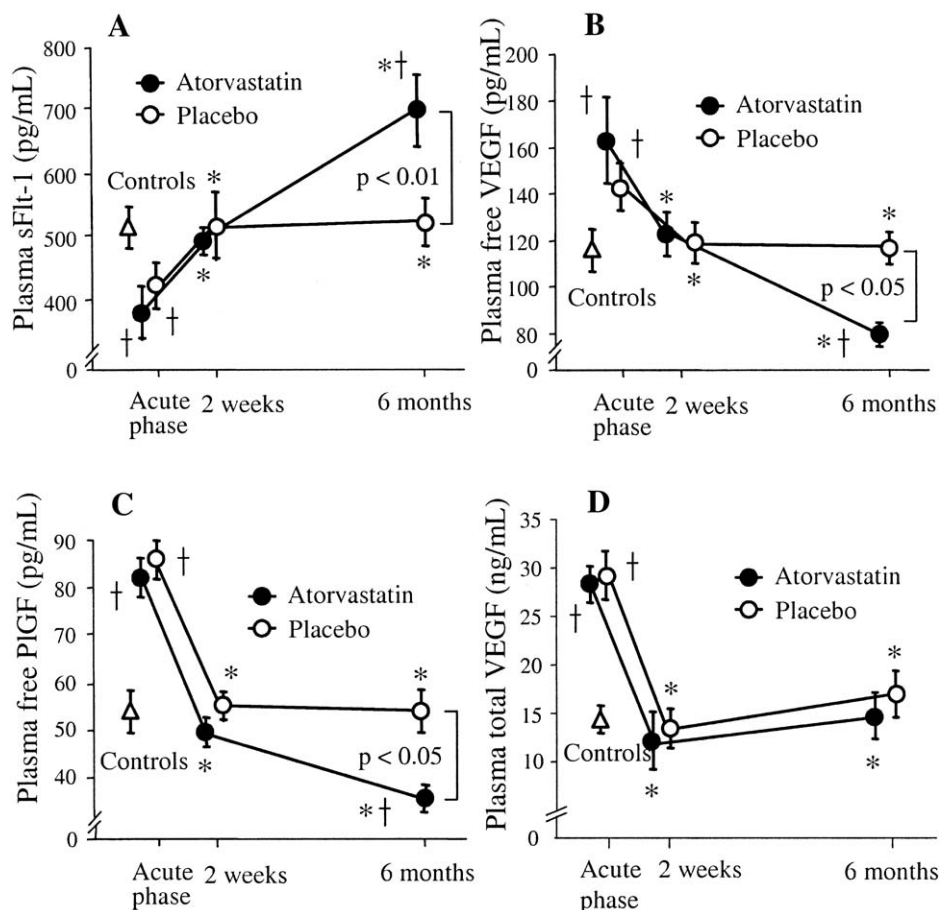 A
Plasma sFlt-1 (pg/mL)
800
700
600
500
400
0
Atorvastatin
Placebo
Controls
*†
*
*
*
†
†
p < 0.01
Acute phase
2 weeks
6 months
B
Plasma free VEGF (pg/mL)
200
180
160
140
120
100
80
0
Atorvastatin
Placebo
Controls
†
†
*
*
*
*†
p < 0.05
Acute phase
2 weeks
6 months
C
Plasma free PlGF (pg/mL)
90
80
70
60
50
40
0
Atorvastatin
Placebo
Controls
†
†
*
*
*
*†
p < 0.05
Acute phase
2 weeks
6 months
D
Plasma total VEGF (ng/mL)
35
30
25
20
15
10
0
Atorvastatin
Placebo
Controls
†
†
*
*
*
*
Acute phase
2 weeks
6 months